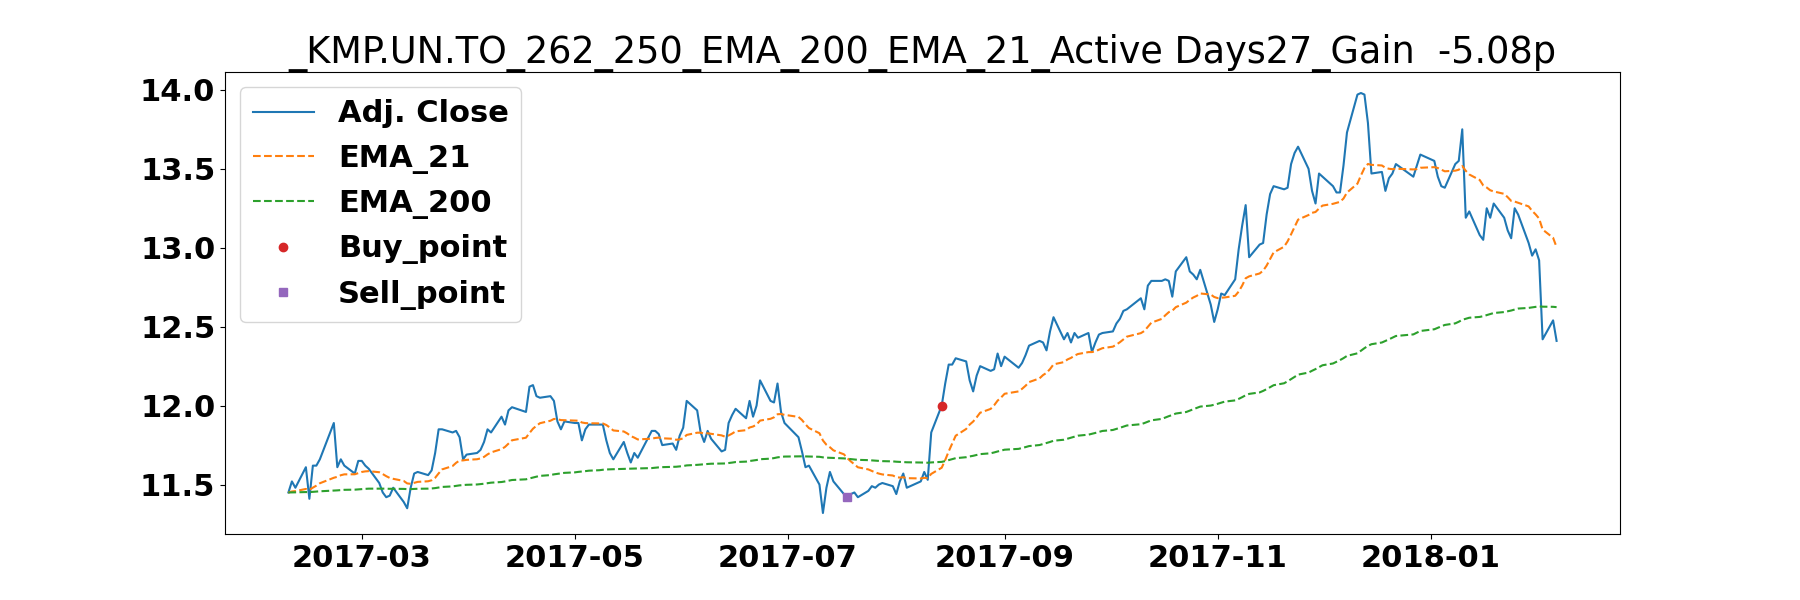 _KMP.UN.TO_262_250_EMA_200_EMA_21_Active Days27_Gain  -5.08p
14.0
13.5
13.0
12.5
12.0
11.5
Adj. Close
EMA_21
EMA_200
Buy_point
Sell_point
2017-03 2017-05 2017-07 2017-09 2017-11 2018-01